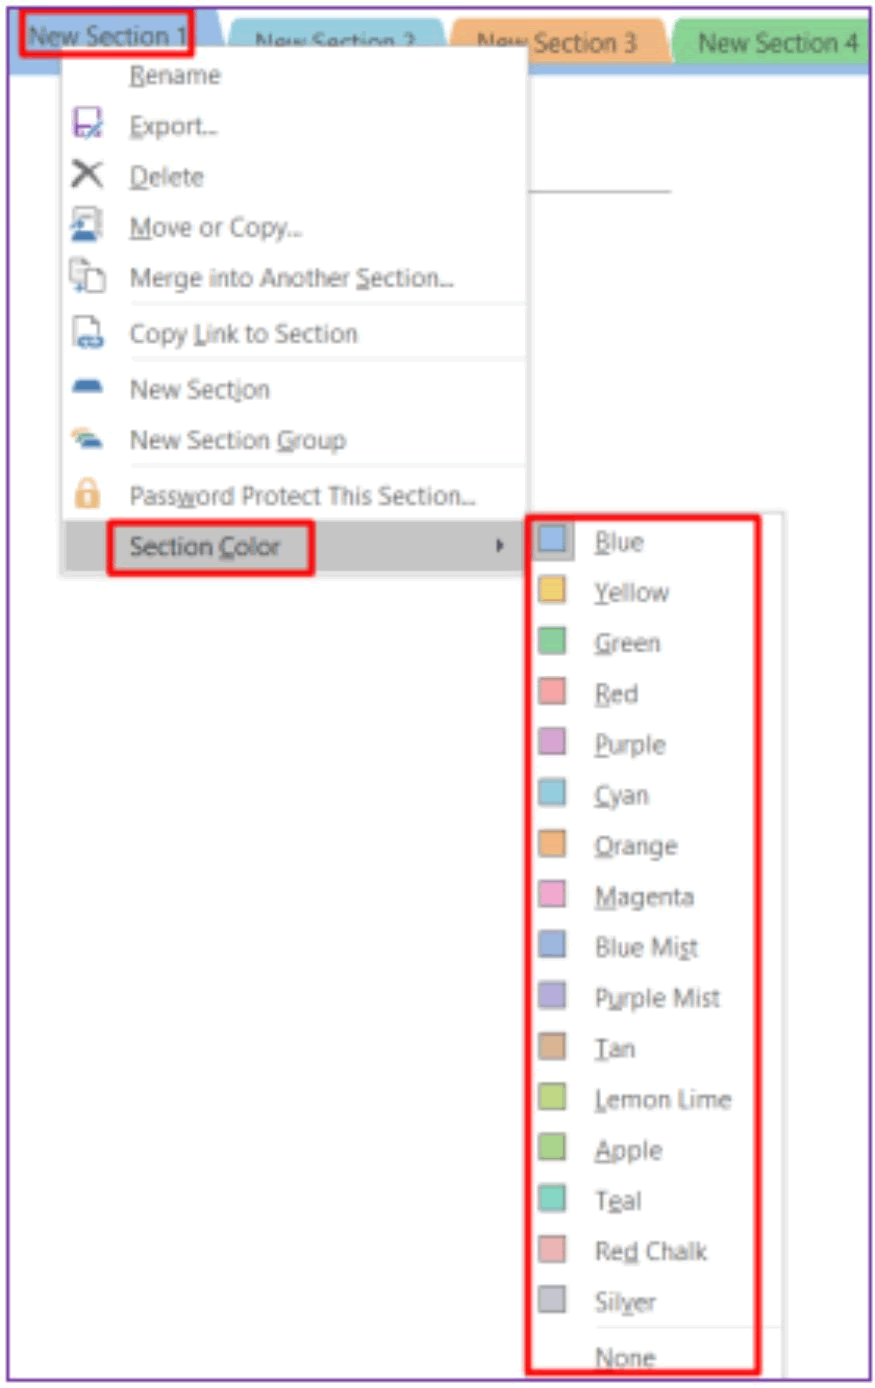 New Section 1
New Section 2
New Section 3
New Section 4
Rename
Export...
Delete
Move or Copy...
Merge into Another Section...
Copy Link to Section
New Section
New Section Group
Password Protect This Section...
Section Color
Blue
Yellow
Green
Red
Purple
Cyan
Orange
Magenta
Blue Mist
Purple Mist
Tan
Lemon Lime
Apple
Teal
Red Chalk
Silver
None